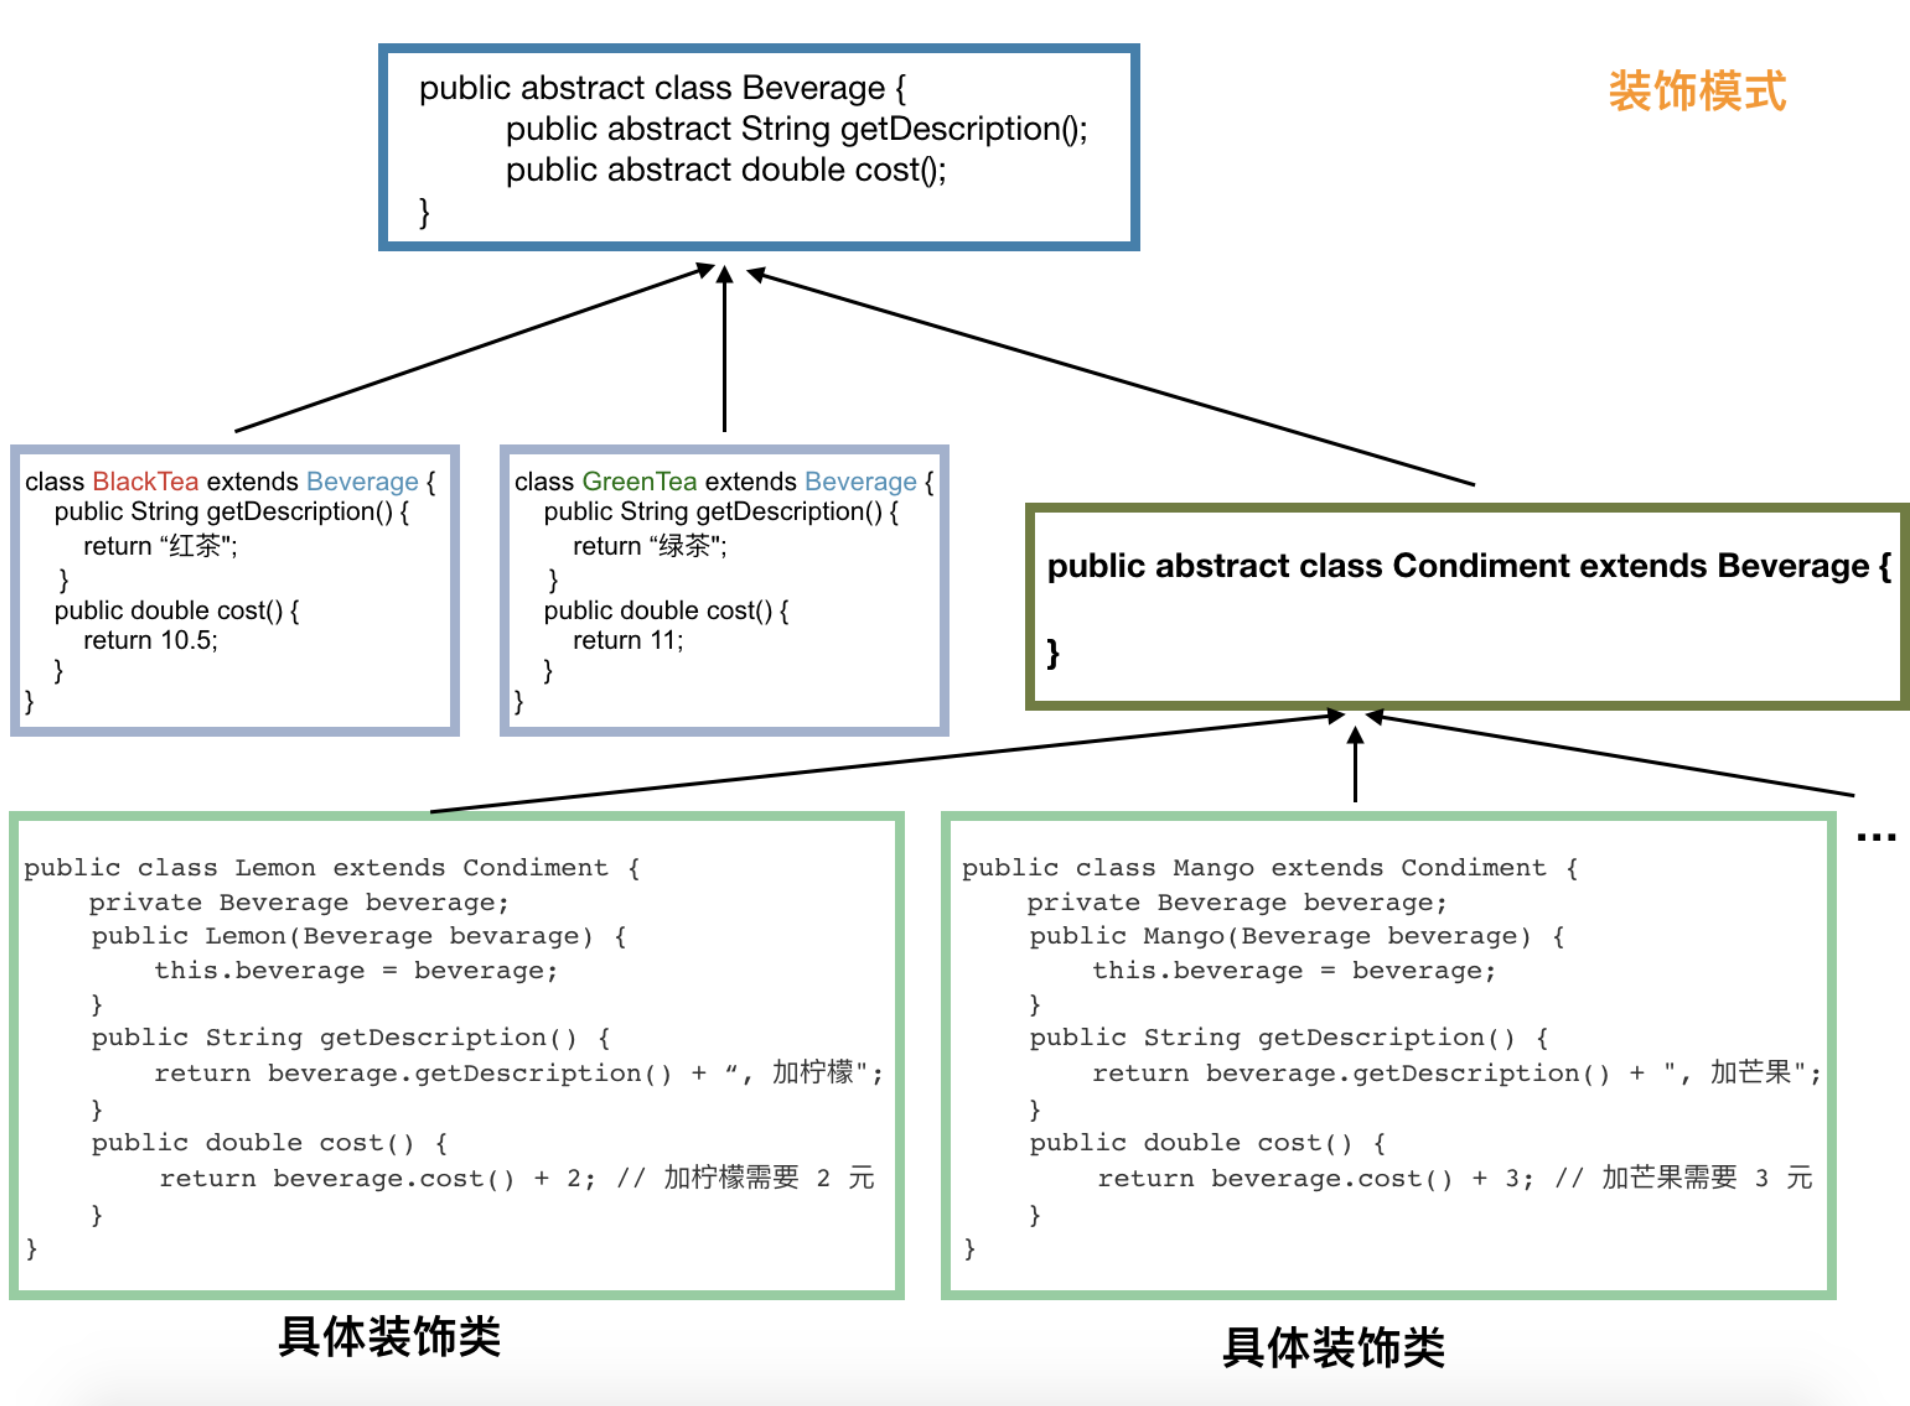 装饰模式
public abstract class Beverage {
public abstract String getDescription();
public abstract double cost();
}
class BlackTea extends Beverage {
public String getDescription() {
return “红茶";
}
public double cost() {
return 10.5;
}
}
class GreenTea extends Beverage {
public String getDescription() {
return “绿茶";
}
public double cost() {
return 11;
}
}
public abstract class Condiment extends Beverage {
}
public class Lemon extends Condiment {
private Beverage beverage;
public Lemon(Beverage bevarage) {
this.beverage = beverage;
}
public String getDescription() {
return beverage.getDescription() + “, 加柠檬";
}
public double cost() {
return beverage.cost() + 2; // 加柠檬需要 2 元
}
}
具体装饰类
public class Mango extends Condiment {
private Beverage beverage;
public Mango(Beverage beverage) {
this.beverage = beverage;
}
public String getDescription() {
return beverage.getDescription() + ", 加芒果";
}
public double cost() {
return beverage.cost() + 3; // 加芒果需要 3 元
}
}
具体装饰类
...